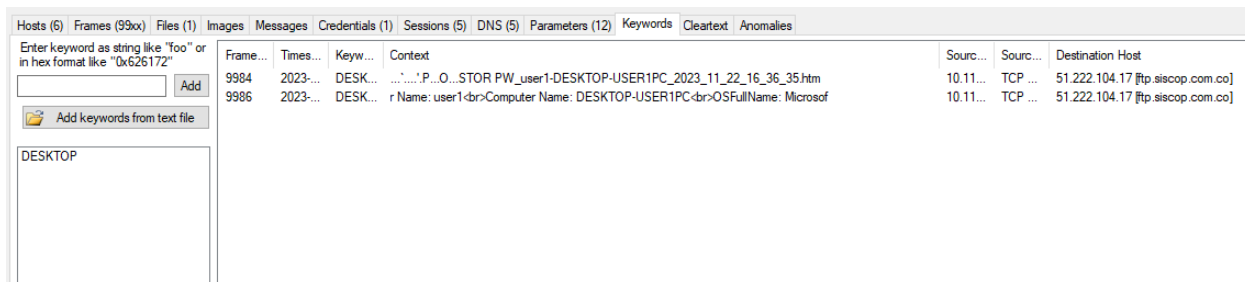 Hosts (6) Frames (99xx) Files (1) Images Messages Credentials (1) Sessions (5) DNS (5) Parameters (12) Keywords Cleartext Anomalies
Enter keyword as string like "foo" or
in hex format like "0x626172"
Add
Add keywords from text file
DESKTOP
Frame... Times... Keyw... Context Sourc... Sourc... Destination Host
9984 2023-... DESK... ...`....'.P...O...STOR PW_user1-DESKTOP-USER1PC_2023_11_22_16_36_35.htm 10.11... TCP ... 51.222.104.17 [ftp.siscop.com.co]
9986 2023-... DESK... r Name: user1<br>Computer Name: DESKTOP-USER1PC<br>OSFullName: Microsof 10.11... TCP ... 51.222.104.17 [ftp.siscop.com.co]